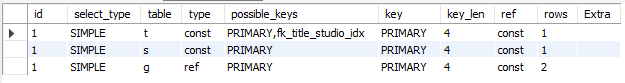 id select_type table type possible_keys key key_len ref rows Extra
1 SIMPLE t const PRIMARY,fk_title_studio_idx PRIMARY 4 const 1
1 SIMPLE s const PRIMARY PRIMARY 4 const 1
1 SIMPLE g ref PRIMARY PRIMARY 4 const 2